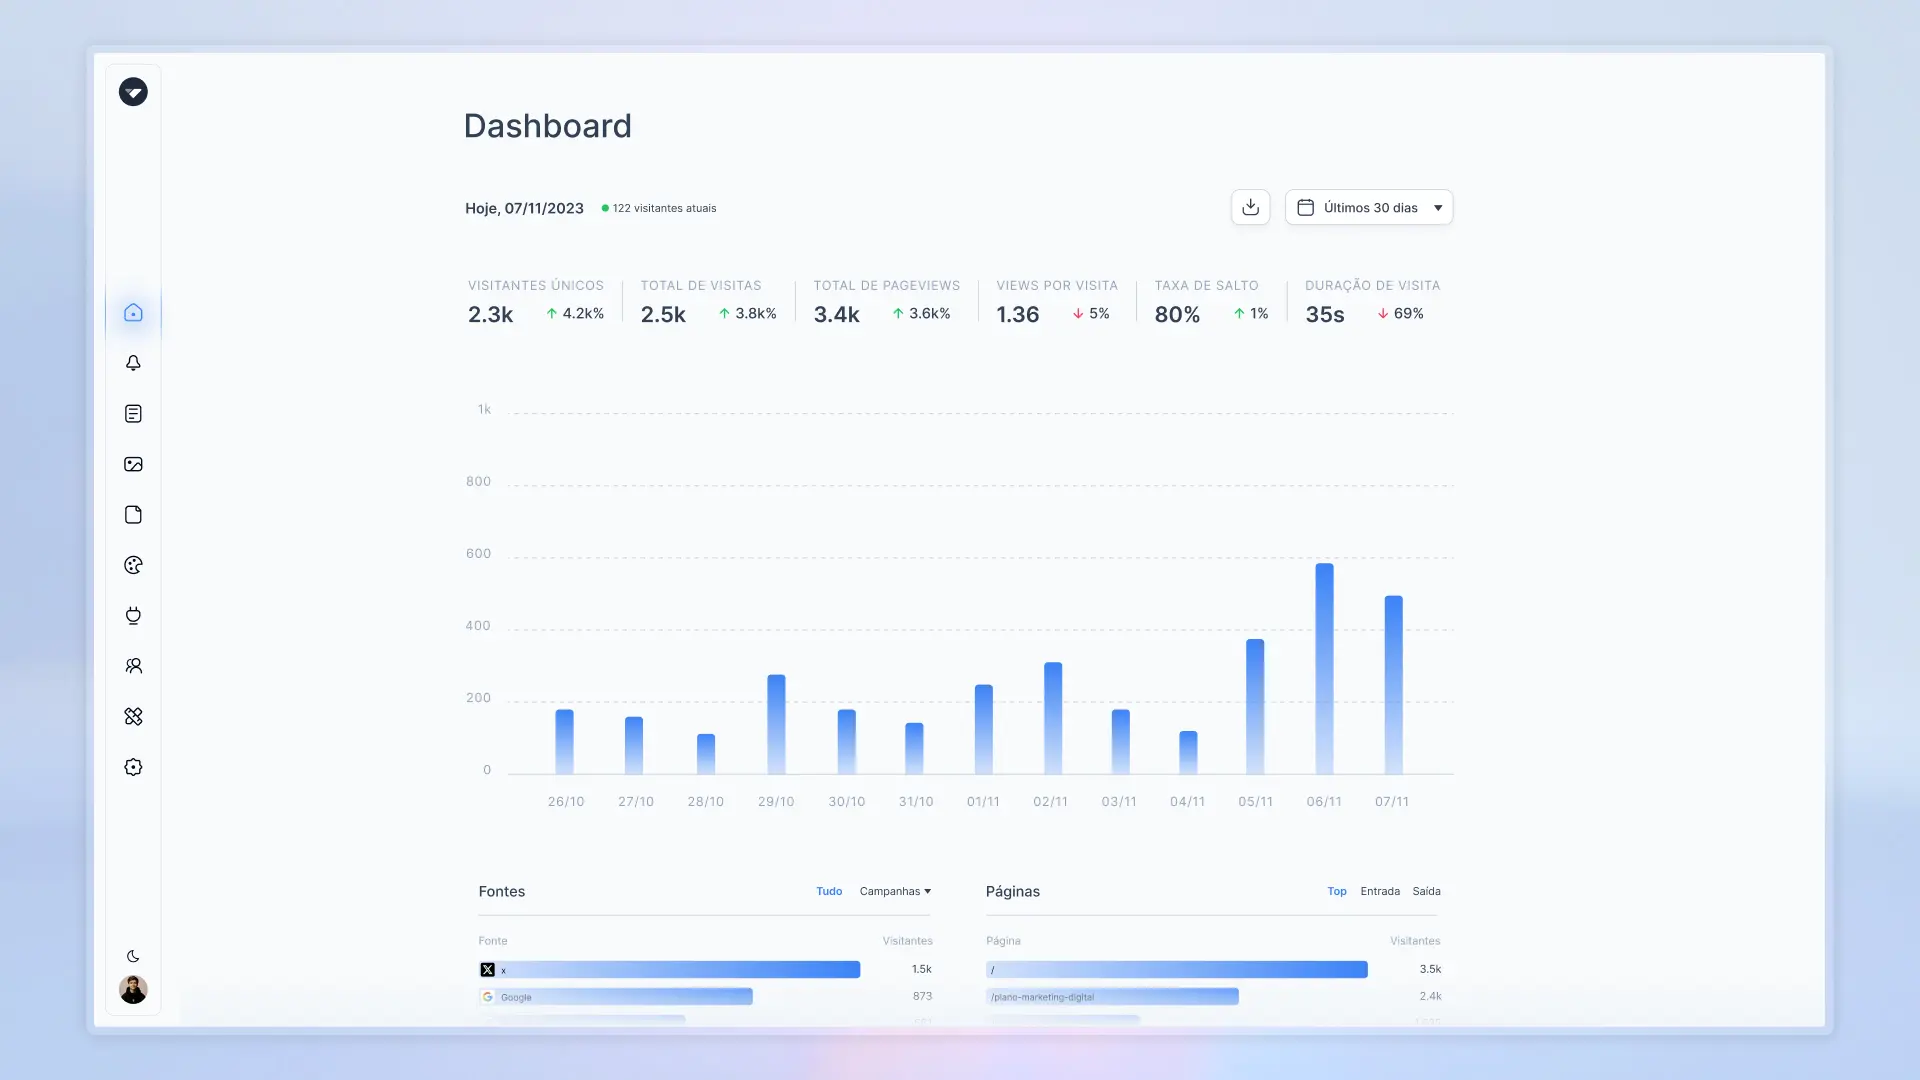 Dashboard
Hoje, 07/11/2023 122 visitantes atuais Últimos 30 dias
VISITANTES ÚNICOS TOTAL DE VISITAS TOTAL DE PAGEVIEWS VIEWS POR VISITA TAXA DE SALTO DURAÇÃO DE VISITA
2.3k 4.2k% 2.5k 3.8k% 3.4k 3.6k% 1.36 5% 80% 1% 35s 69%
1k
800
600
400
200
0
26/10 27/10 28/10 29/10 30/10 31/10 01/11 02/11 03/11 04/11 05/11 06/11 07/11
Fontes Tudo Campanhas
Fonte Visitantes
x 1.5k
Google 873
Páginas Top Entrada Saída
Página Visitantes
/ 3.5k
/plano-marketing-digital 2.4k